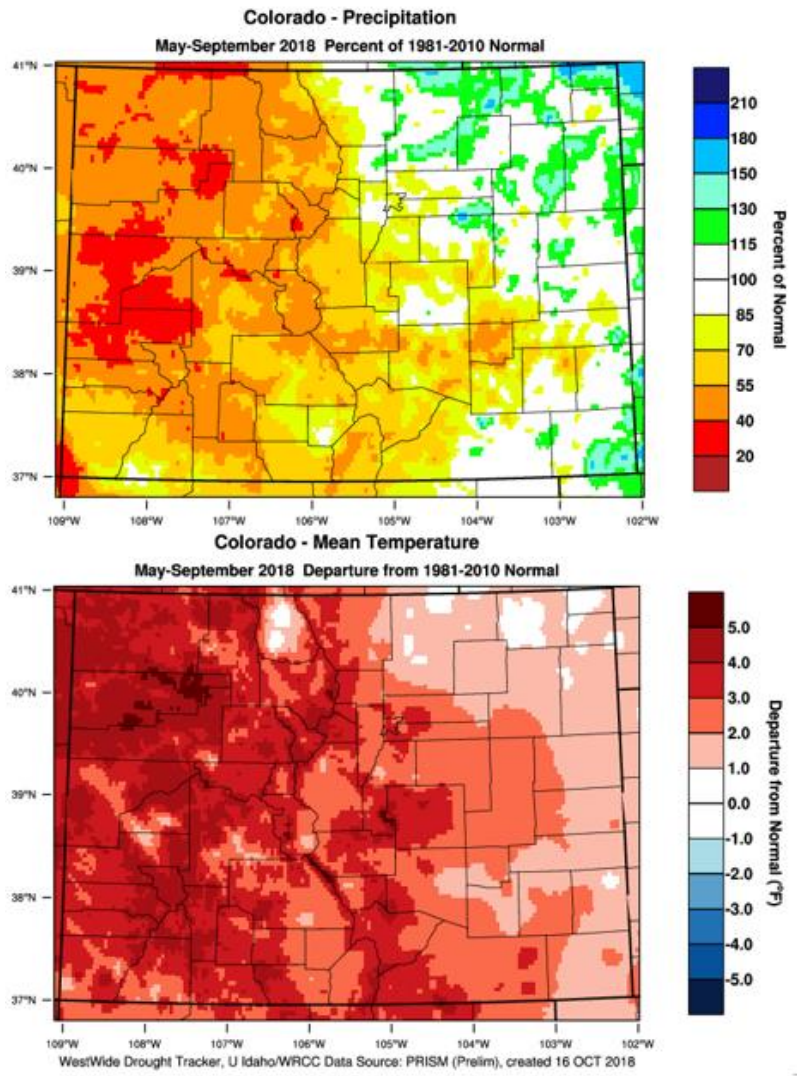 Colorado - Precipitation
May-September 2018 Percent of 1981-2010 Normal
41°N
40°N
39°N
38°N
37°N
109°W 108°W 107°W 106°W 105°W 104°W 103°W 102°W
210
180
150
130
115
100
85
70
55
40
20
Percent of Normal
Colorado - Mean Temperature
May-September 2018 Departure from 1981-2010 Normal
41°N
40°N
39°N
38°N
37°N
109°W 108°W 107°W 106°W 105°W 104°W 103°W 102°W
5.0
4.0
3.0
2.0
1.0
0.0
-1.0
-2.0
-3.0
-4.0
-5.0
Departure from Normal (°F)
WestWide Drought Tracker, U Idaho/WRCC Data Source: PRISM (Prelim), created 16 OCT 2018